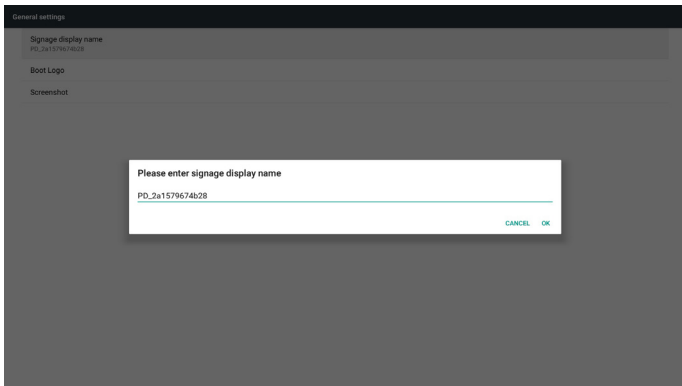 General settings
Signage display name
PD_2a1579674b28
Boot Logo
Screenshot
Please enter signage display name
PD_2a1579674b28
CANCEL OK